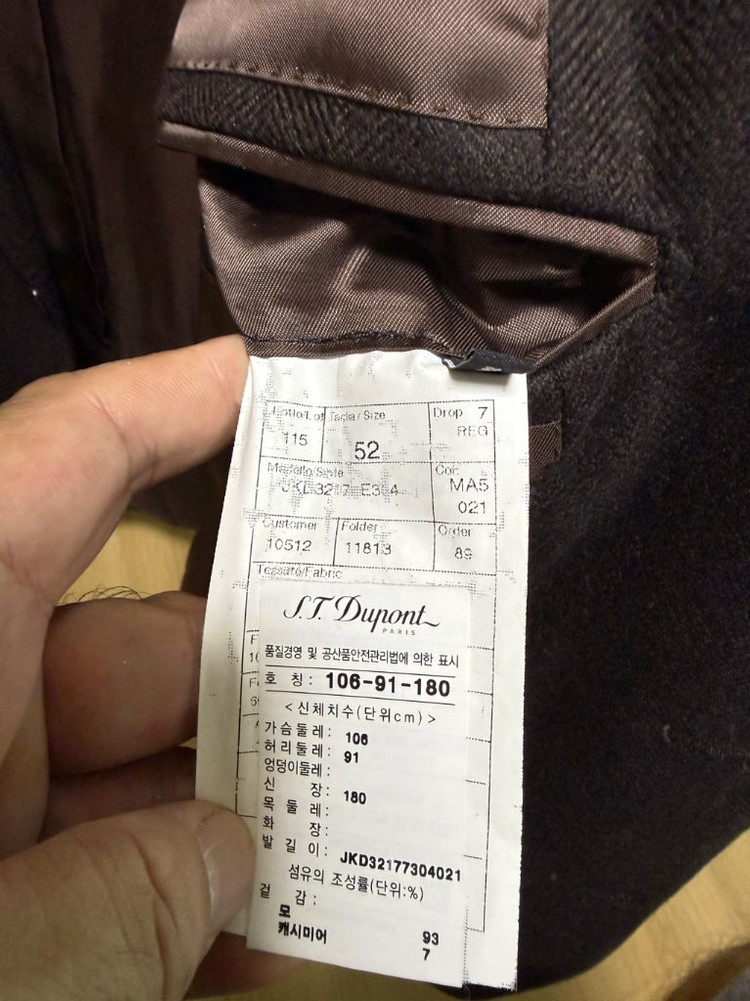 Lotto/Lot Taglia/Size Drop 7
115 52 REG
Modello/Style Col.
MA5
021
Customer Folder Order
10512 11813 89
Tessuto/Fabric
S.T. Dupont
PARIS
품질경영 및 공산품안전관리법에 의한 표시
호 칭 : 106-91-180
<신체치수(단위cm)>
가슴둘레 : 106
허리둘레 : 91
엉덩이둘레 :
신 장 : 180
목 둘 레 :
화 장 :
발 길 이 :
JKD32177304021
섬유의 조성률(단위:%)
겉 감 :
모 93
캐시미어 7